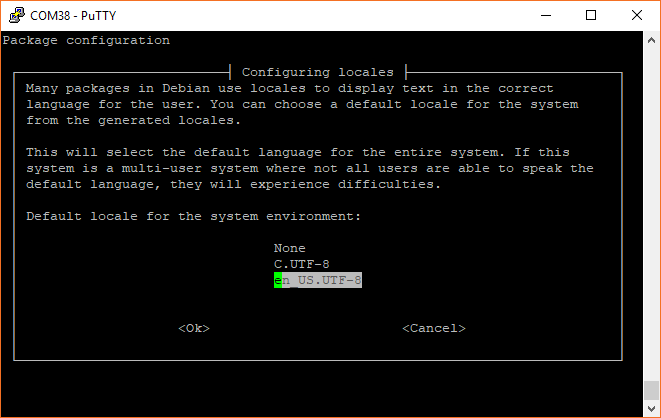 COM38 - PuTTY
Package configuration
Configuring locales
Many packages in Debian use locales to display text in the correct
language for the user. You can choose a default locale for the system
from the generated locales.
This will select the default language for the entire system. If this
system is a multi-user system where not all users are able to speak the
default language, they will experience difficulties.
Default locale for the system environment:
None
C.UTF-8
en_US.UTF-8
<Ok> <Cancel>